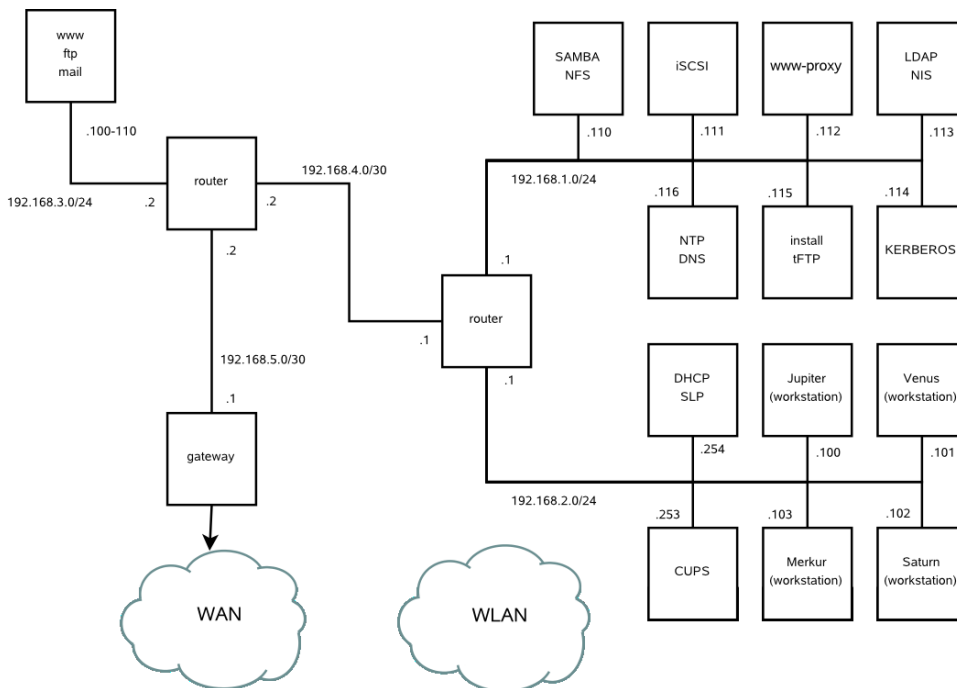 www
ftp
mail
.100-110
192.168.3.0/24
router
.2
.2
.2
192.168.4.0/30
192.168.5.0/30
.1
gateway
WAN
WLAN
router
.1
.1
.1
SAMBA
NFS
.110
iSCSI
.111
www-proxy
.112
LDAP
NIS
.113
192.168.1.0/24
.116
NTP
DNS
.115
install
tFTP
.114
KERBEROS
DHCP
SLP
.254
Jupiter
(workstation)
.100
Venus
(workstation)
.101
192.168.2.0/24
.253
CUPS
.103
Merkur
(workstation)
.102
Saturn
(workstation)